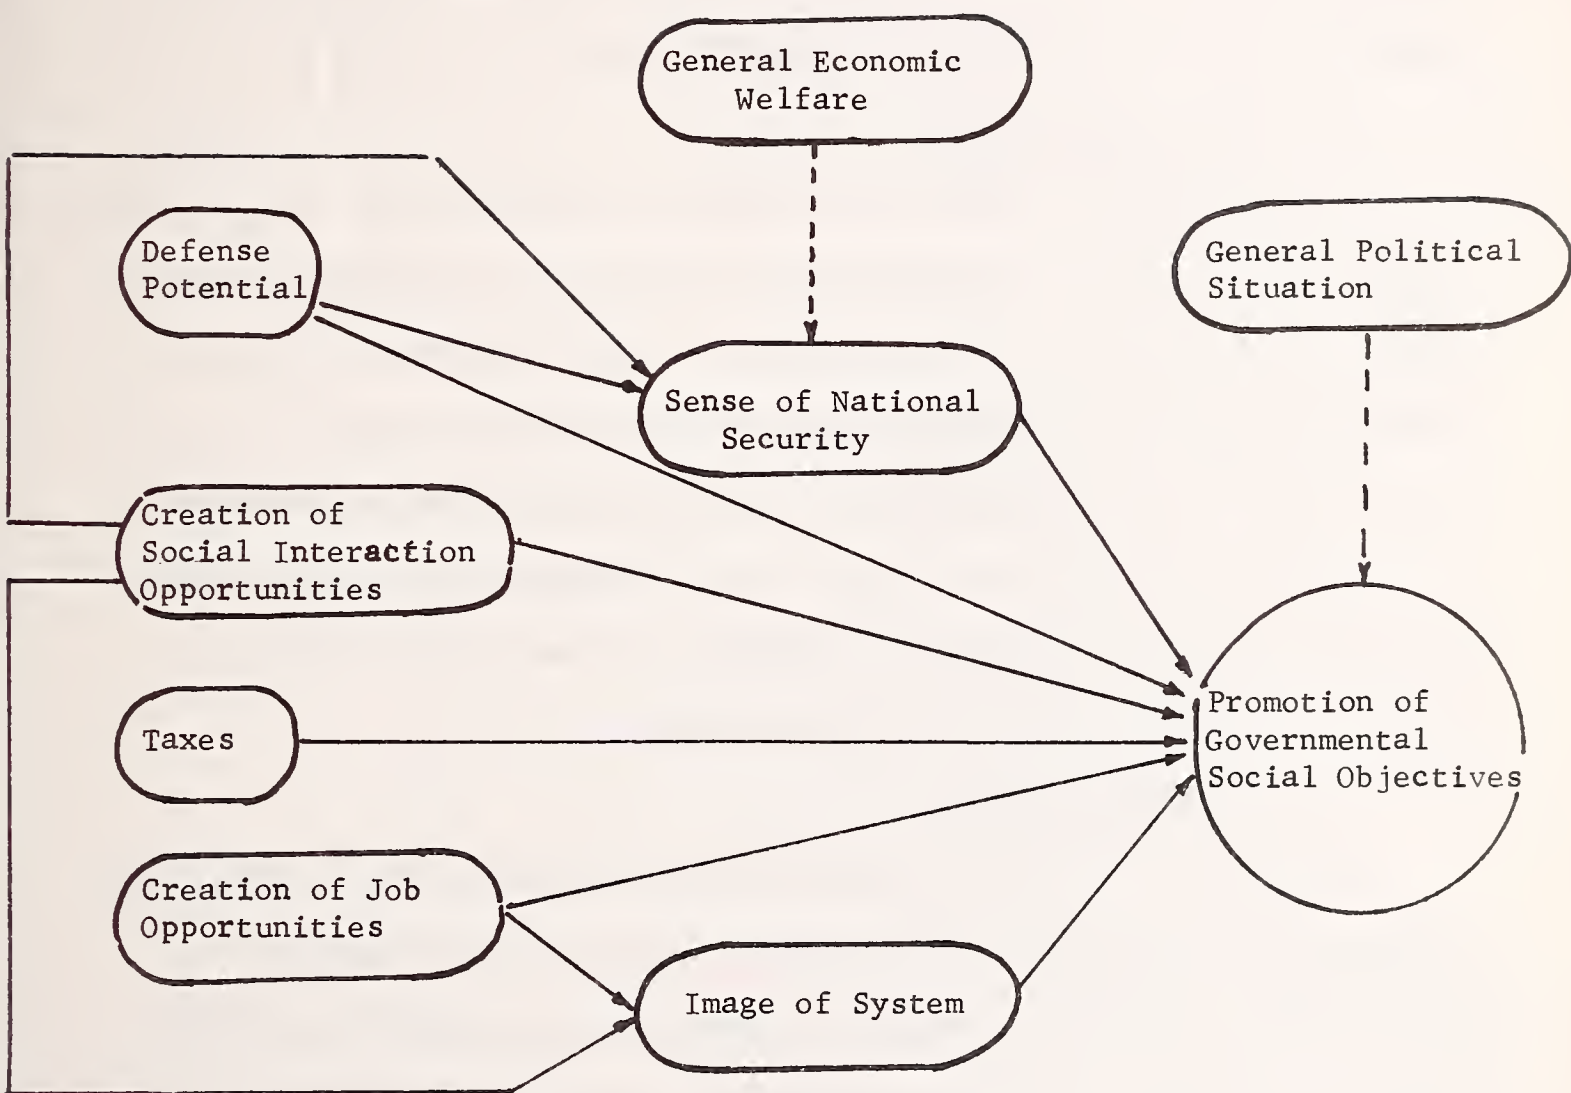 General Economic
Welfare
Defense
Potential
General Political
Situation
Sense of National
Security
Creation of
Social Interaction
Opportunities
Taxes
Promotion of
Governmental
Social Objectives
Creation of Job
Opportunities
Image of System